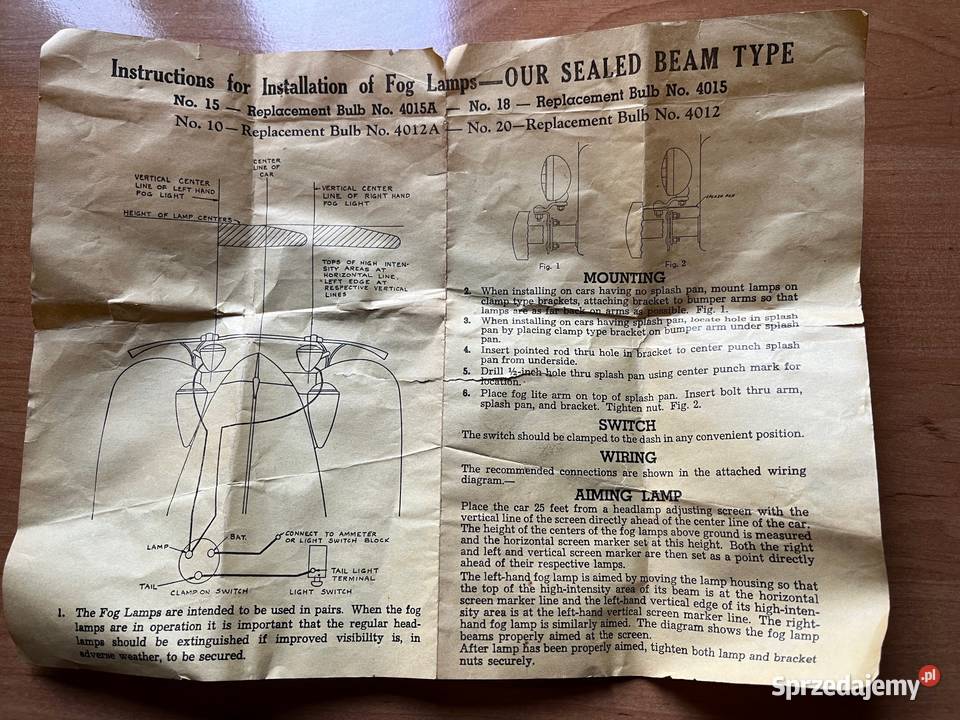 Instructions for Installation of Fog Lamps—OUR SEALED BEAM TYPE
No. 15 — Replacement Bulb No. 4015A — No. 18 — Replacement Bulb No. 4015
No. 10—Replacement Bulb No. 4012A — No. 20—Replacement Bulb No. 4012
CENTER
LINE OF
CAR
VERTICAL CENTER
LINE OF LEFT HAND
FOG LIGHT
VERTICAL CENTER
LINE OF RIGHT HAND
FOG LIGHT
HEIGHT OF LAMP CENTERS
TOPS OF HIGH INTEN-
SITY AREAS AT
HORIZONTAL LINE,
LEFT EDGE AT
RESPECTIVE VERTICAL
LINES
LAMP
BAT.
CONNECT TO AMMETER
OR LIGHT SWITCH BLOCK
TAIL LIGHT
TERMINAL
TAIL
CLAMP ON SWITCH
LIGHT SWITCH
1. The Fog Lamps are intended to be used in pairs. When the fog
lamps are in operation it is important that the regular head-
lamps should be extinguished if improved visibility is, in
adverse weather, to be secured.
SPLASH PAN
Fig. 1
Fig. 2
MOUNTING
2. When installing on cars having no splash pan, mount lamps on
clamp type brackets, attaching bracket to bumper arms so that
lamps are as far back on arms as possible. Fig. 1.
3. When installing on cars having splash pan, locate hole in splash
pan by placing clamp type bracket on bumper arm under splash
pan.
4. Insert pointed rod thru hole in bracket to center punch splash
pan from underside.
5. Drill ½-inch hole thru splash pan using center punch mark for
location.
6. Place fog lite arm on top of splash pan. Insert bolt thru arm,
splash pan, and bracket. Tighten nut. Fig. 2.
SWITCH
The switch should be clamped to the dash in any convenient position.
WIRING
The recommended connections are shown in the attached wiring
diagram.—
AIMING LAMP
Place the car 25 feet from a headlamp adjusting screen with the
vertical line of the screen directly ahead of the center line of the car.
The height of the centers of the fog lamps above ground is measured
and the horizontal screen marker set at this height. Both the right
and left and vertical screen marker are then set as a point directly
ahead of their respective lamps.
The left-hand fog lamp is aimed by moving the lamp housing so that
the top of the high-intensity area of its beam is at the horizontal
screen marker line and the left-hand vertical edge of its high-inten-
sity area is at the left-hand vertical screen marker line. The right-
hand fog lamp is similarly aimed. The diagram shows the fog lamp
beams properly aimed at the screen.
After lamp has been properly aimed, tighten both lamp and bracket
nuts securely.
Sprzedajemy.pl